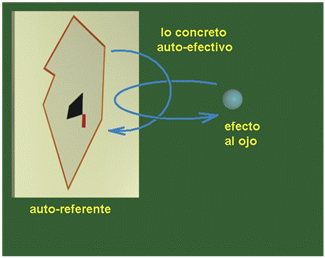 lo concreto
auto-efectivo
efecto
al ojo
auto-referente